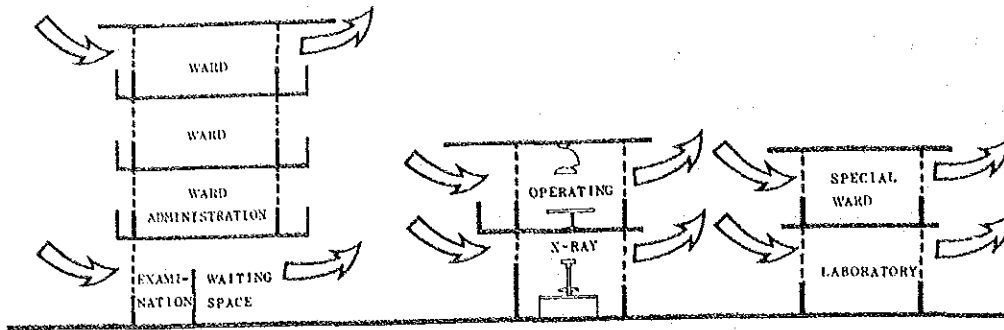 WARD
WARD
WARD
ADMINISTRATION
EXAMI-
NATION
WAITING
SPACE
OPERATING
X-RAY
SPECIAL
WARD
LABORATORY